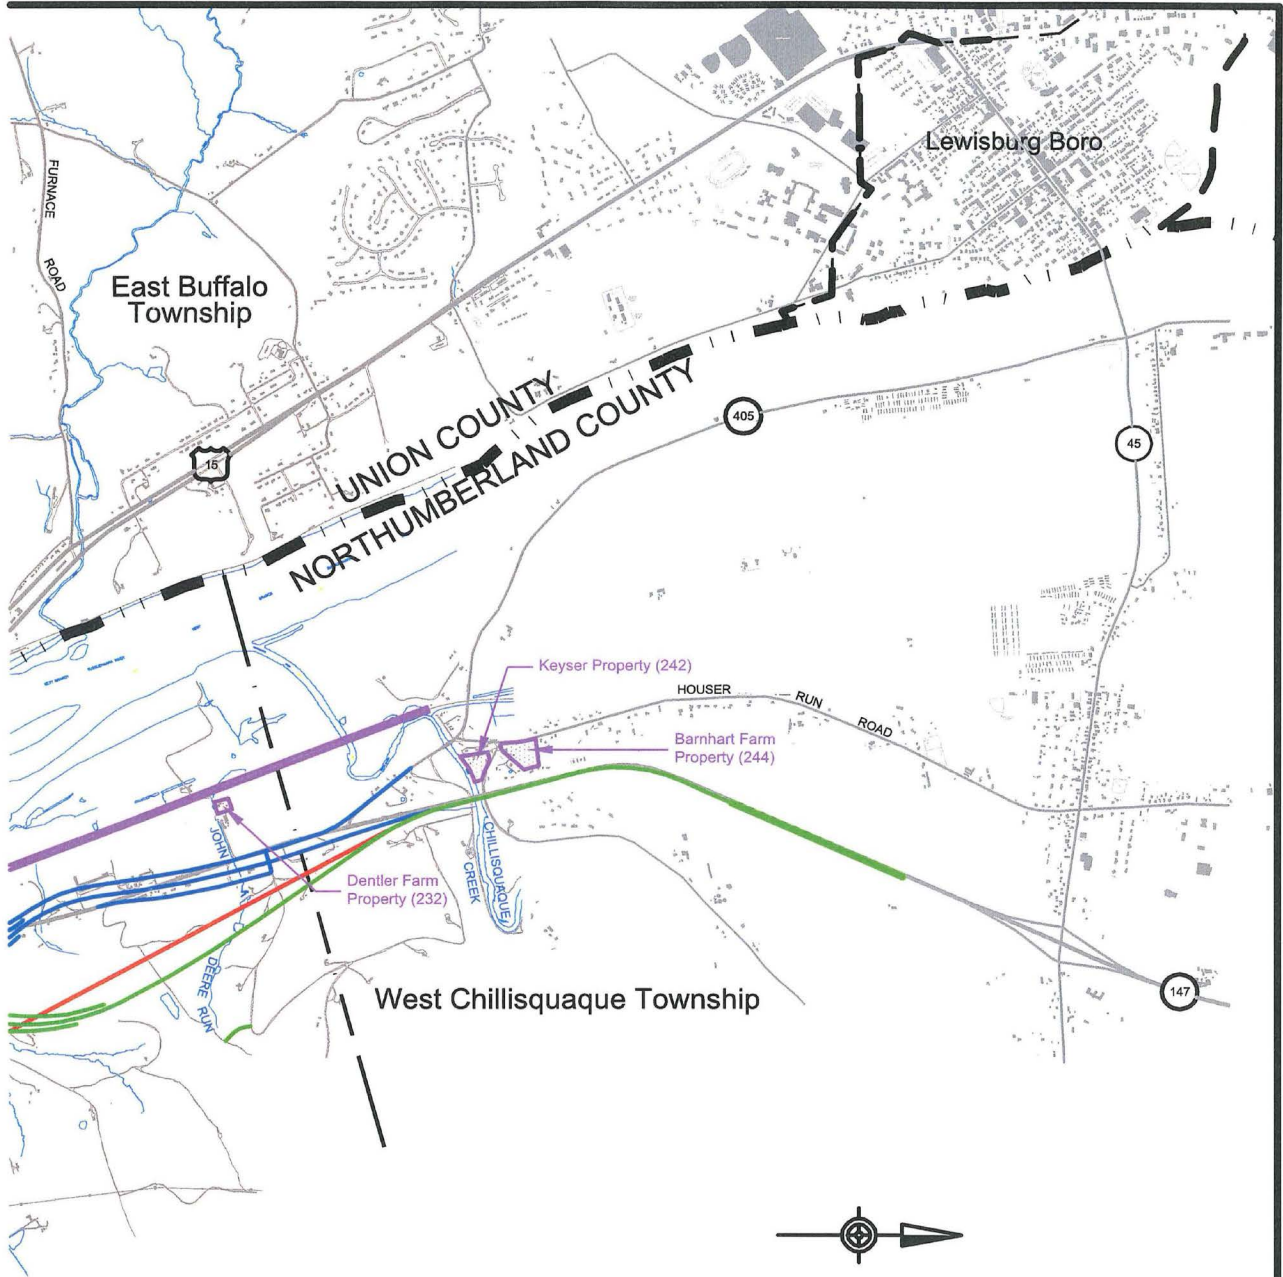 Lewisburg Boro
FURNACE
ROAD
East Buffalo
Township
UNION COUNTY
NORTHUMBERLAND COUNTY
405
45
15
Keyser Property (242)
HOUSER
RUN
ROAD
Barnhart Farm
Property (244)
JOHN
CHILLISQUAQUE
CREEK
Dentler Farm
Property (232)
DEERE RUN
West Chillisquaque Township
147